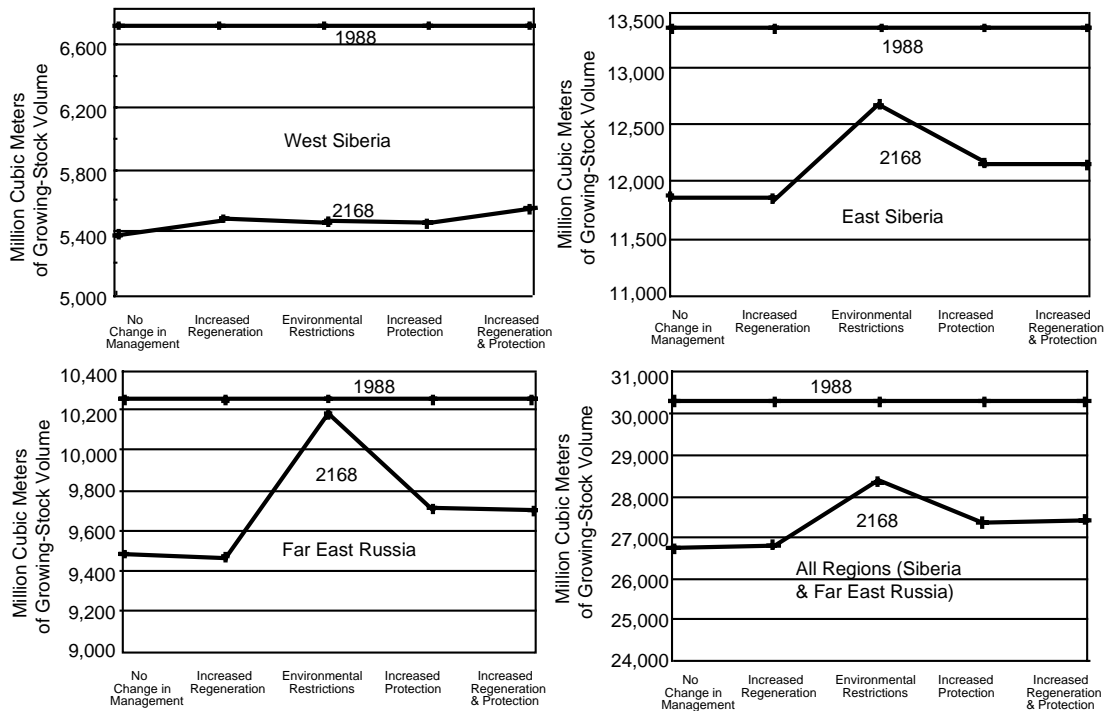 Million Cubic Meters
of Growing-Stock Volume
6,600
6,200
5,800
5,400
5,000
1988
West Siberia
2168
No
Change in
Management
Increased
Regeneration
Environmental
Restrictions
Increased
Protection
Increased
Regeneration
& Protection
Million Cubic Meters
of Growing-Stock Volume
13,500
13,000
12,500
12,000
11,500
11,000
1988
2168
East Siberia
No
Change in
Management
Increased
Regeneration
Environmental
Restrictions
Increased
Protection
Increased
Regeneration
& Protection
Million Cubic Meters
of Growing-Stock Volume
10,400
10,200
10,000
9,800
9,600
9,400
9,200
9,000
1988
2168
Far East Russia
No
Change in
Management
Increased
Regeneration
Environmental
Restrictions
Increased
Protection
Increased
Regeneration
& Protection
Million Cubic Meters
of Growing-Stock Volume
31,000
30,000
29,000
28,000
27,000
26,000
25,000
24,000
1988
2168
All Regions (Siberia
& Far East Russia)
No
Change in
Management
Increased
Regeneration
Environmental
Restrictions
Increased
Protection
Increased
Regeneration
& Protection